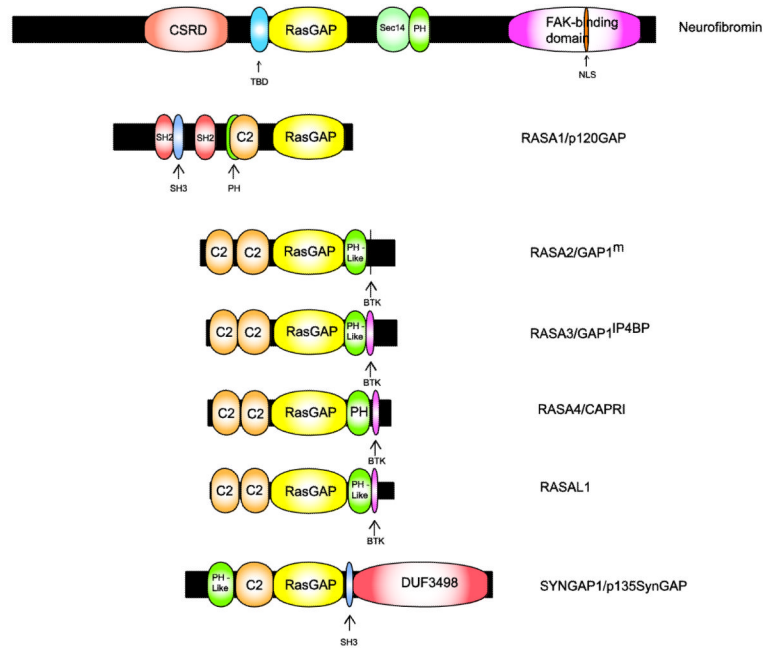 CSRD RasGAP Sec14 PH FAK-binding domain Neurofibromin
TBD NLS
SH2 SH2 C2 RasGAP RASA1/p120GAP
SH3 PH
C2 C2 RasGAP PH - Like RASA2/GAP1m
BTK
C2 C2 RasGAP PH - Like RASA3/GAP1IP4BP
BTK
C2 C2 RasGAP PH RASA4/CAPRI
BTK
C2 C2 RasGAP PH - Like RASAL1
BTK
PH - Like C2 RasGAP DUF3498 SYNGAP1/p135SynGAP
SH3